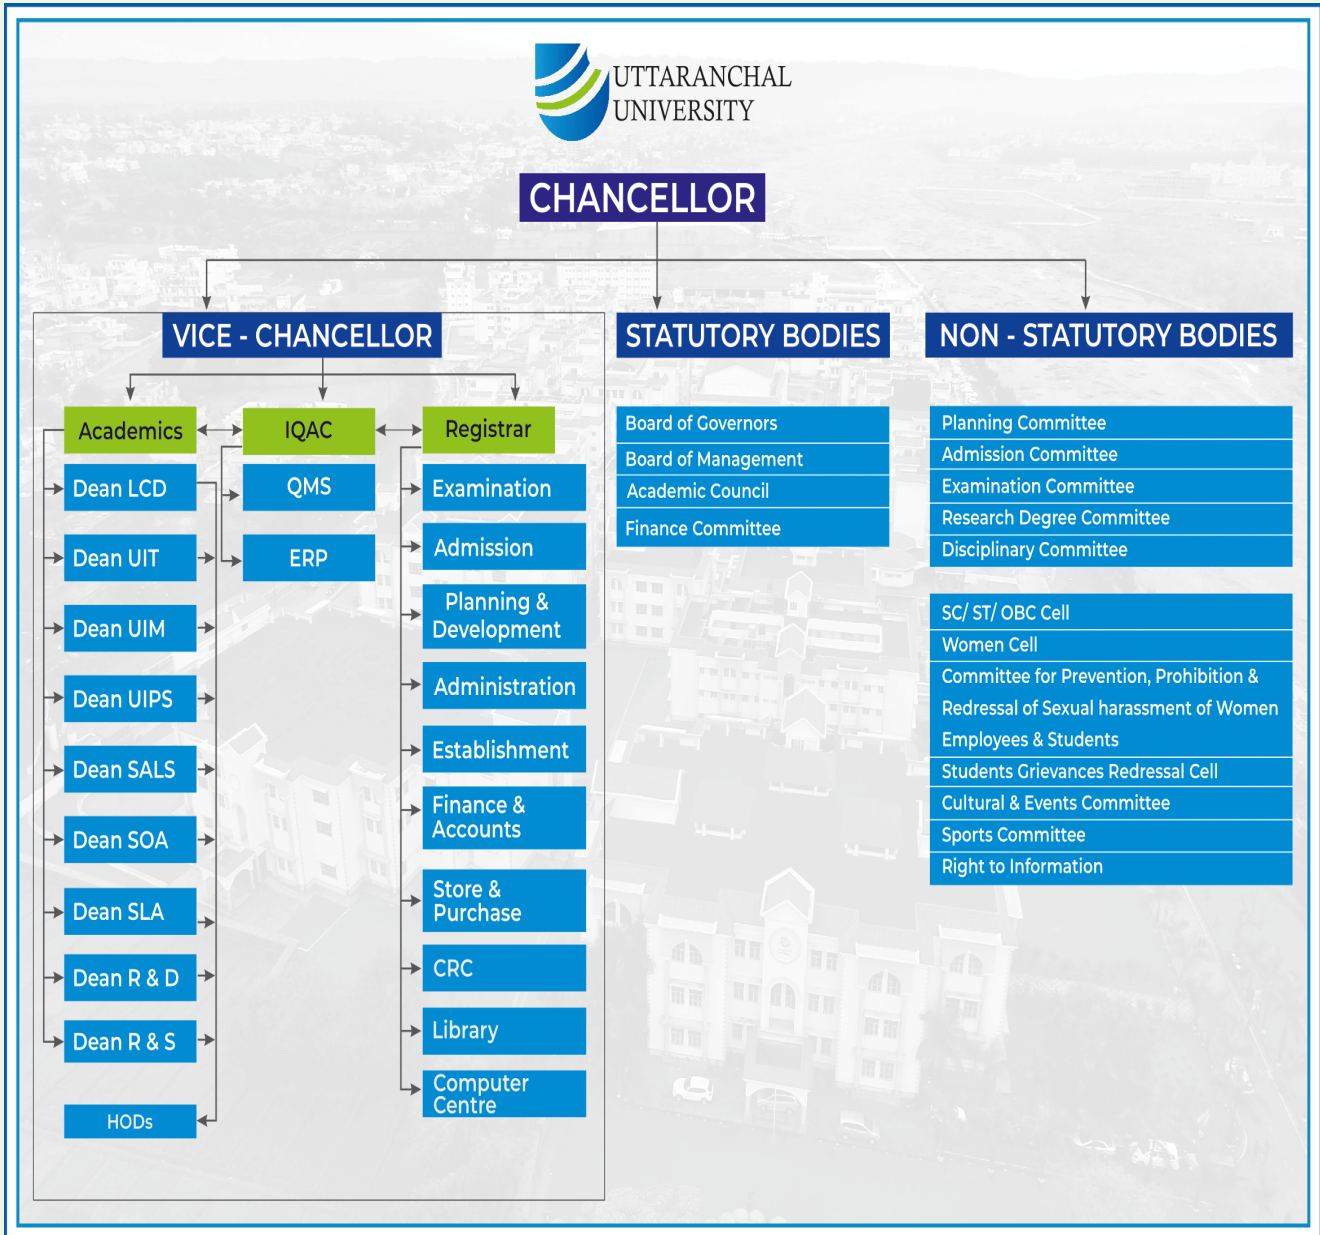 UTTARANCHAL
UNIVERSITY
CHANCELLOR
VICE - CHANCELLOR
Academics
Dean LCD
Dean UIT
Dean UIM
Dean UIPS
Dean SALS
Dean SOA
Dean SLA
Dean R & D
Dean R & S
HODs
IQAC
QMS
ERP
Registrar
Examination
Admission
Planning &
Development
Administration
Establishment
Finance &
Accounts
Store &
Purchase
CRC
Library
Computer
Centre
STATUTORY BODIES
Board of Governors
Board of Management
Academic Council
Finance Committee
NON - STATUTORY BODIES
Planning Committee
Admission Committee
Examination Committee
Research Degree Committee
Disciplinary Committee
SC/ ST/ OBC Cell
Women Cell
Committee for Prevention, Prohibition &
Redressal of Sexual harassment of Women
Employees & Students
Students Grievances Redressal Cell
Cultural & Events Committee
Sports Committee
Right to Information